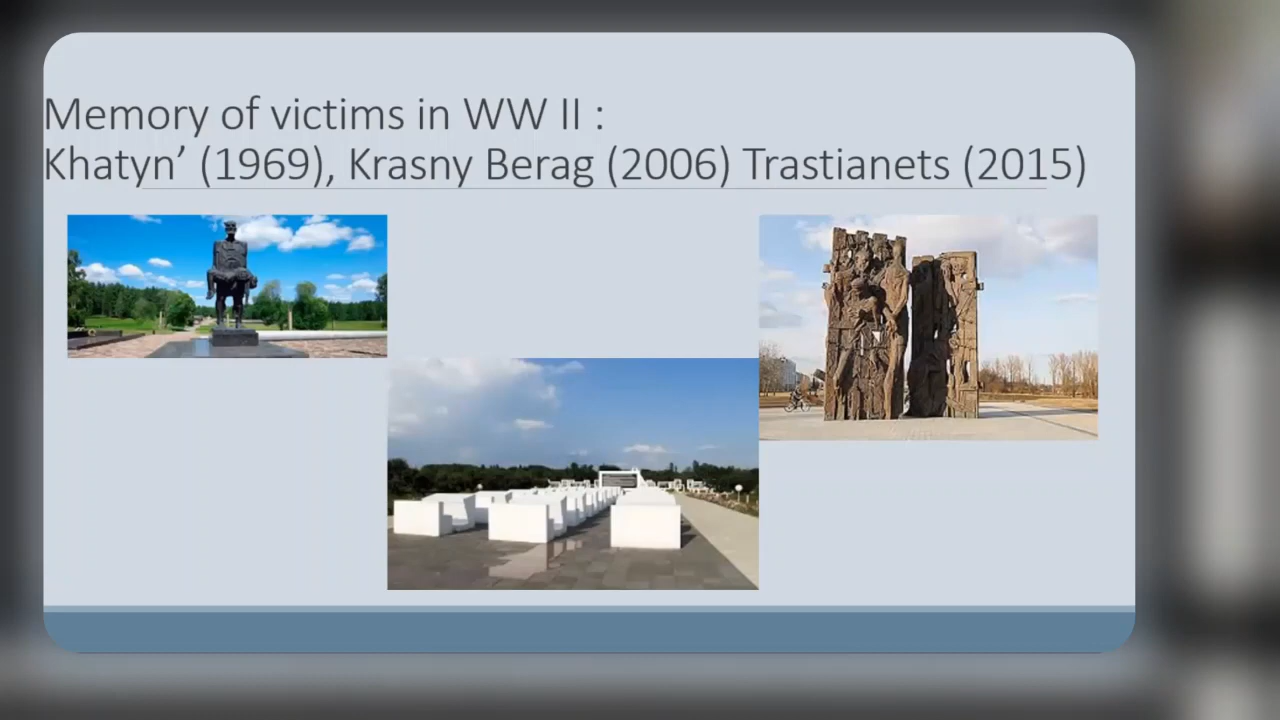 Memory of victims in WW II :
Khatyn’ (1969), Krasny Berag (2006) Trastianets (2015)